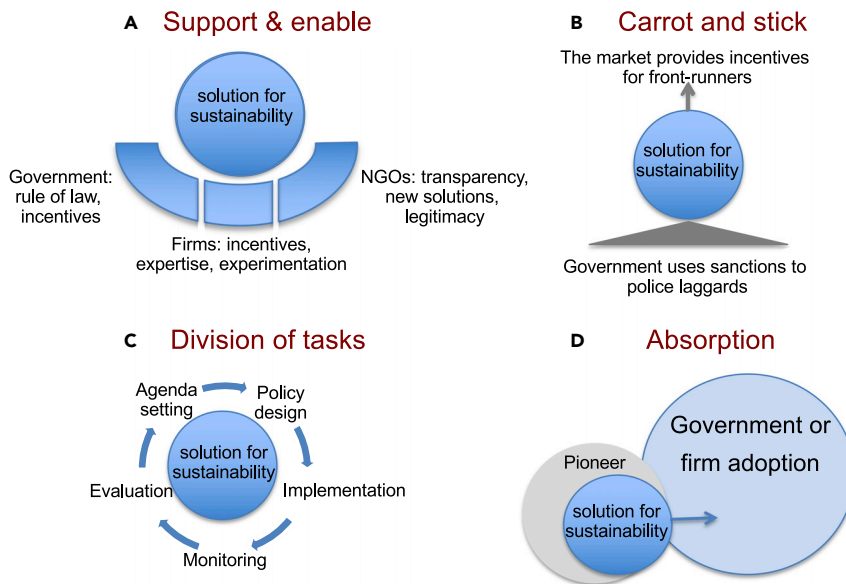 A Support & enable
solution for
sustainability
Government:
rule of law,
incentives
Firms: incentives,
expertise, experimentation
NGOs: transparency,
new solutions,
legitimacy
B Carrot and stick
The market provides incentives
for front-runners
solution for
sustainability
Government uses sanctions to
police laggards
C Division of tasks
Agenda
setting
Policy
design
solution for
sustainability
Evaluation
Implementation
Monitoring
D Absorption
Government or
firm adoption
Pioneer
solution for
sustainability